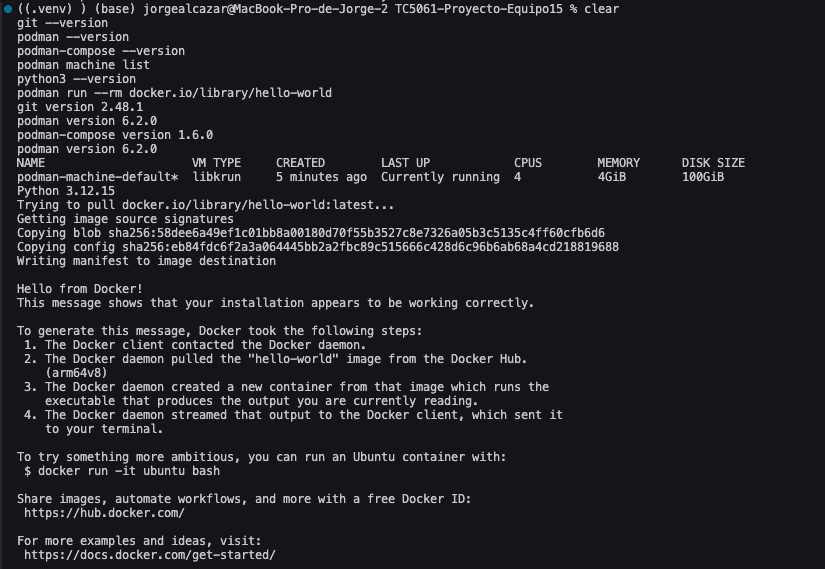 ((.venv) ) (base) jorgealcazar@MacBook-Pro-de-Jorge-2 TC5061-Proyecto-Equipo15 % clear
git --version
podman --version
podman-compose --version
podman machine list
python3 --version
podman run --rm docker.io/library/hello-world
git version 2.48.1
podman version 6.2.0
podman-compose version 1.6.0
podman version 6.2.0
NAME                     VM TYPE     CREATED        LAST UP            CPUS        MEMORY      DISK SIZE
podman-machine-default*  libkrun     5 minutes ago  Currently running  4           4GiB        100GiB
Python 3.12.15
Trying to pull docker.io/library/hello-world:latest...
Getting image source signatures
Copying blob sha256:58dee6a49ef1c01bb8a00180d70f55b3527c8e7326a05b3c5135c4ff60cfb6d6
Copying config sha256:eb84fdc6f2a3a064445bb2a2fbc89c515666c428d6c96b6ab68a4cd218819688
Writing manifest to image destination

Hello from Docker!
This message shows that your installation appears to be working correctly.

To generate this message, Docker took the following steps:
 1. The Docker client contacted the Docker daemon.
 2. The Docker daemon pulled the "hello-world" image from the Docker Hub.
    (arm64v8)
 3. The Docker daemon created a new container from that image which runs the
    executable that produces the output you are currently reading.
 4. The Docker daemon streamed that output to the Docker client, which sent it
    to your terminal.

To try something more ambitious, you can run an Ubuntu container with:
 $ docker run -it ubuntu bash

Share images, automate workflows, and more with a free Docker ID:
 https://hub.docker.com/

For more examples and ideas, visit:
 https://docs.docker.com/get-started/